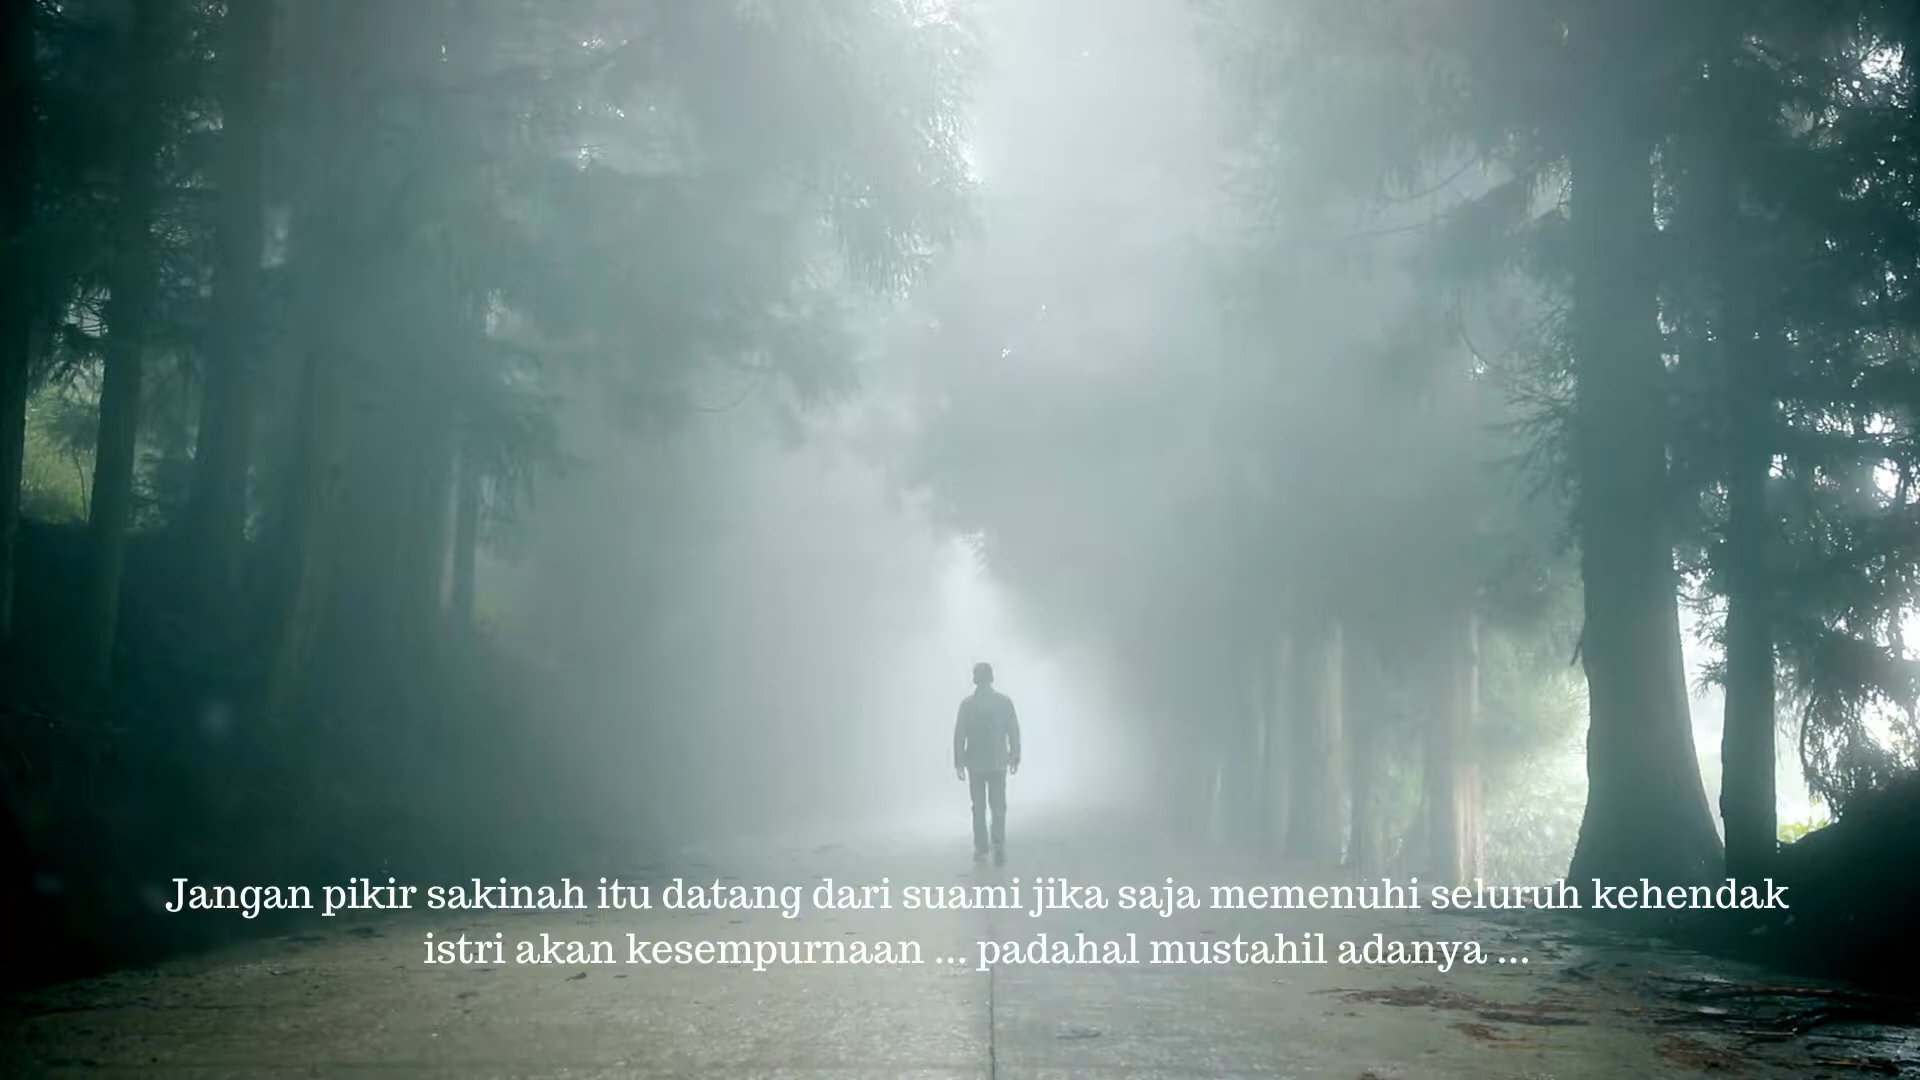 Jangan pikir sakinah itu datang dari suami jika saja memenuhi seluruh kehendak
istri akan kesempurnaan ... padahal mustahil adanya ...